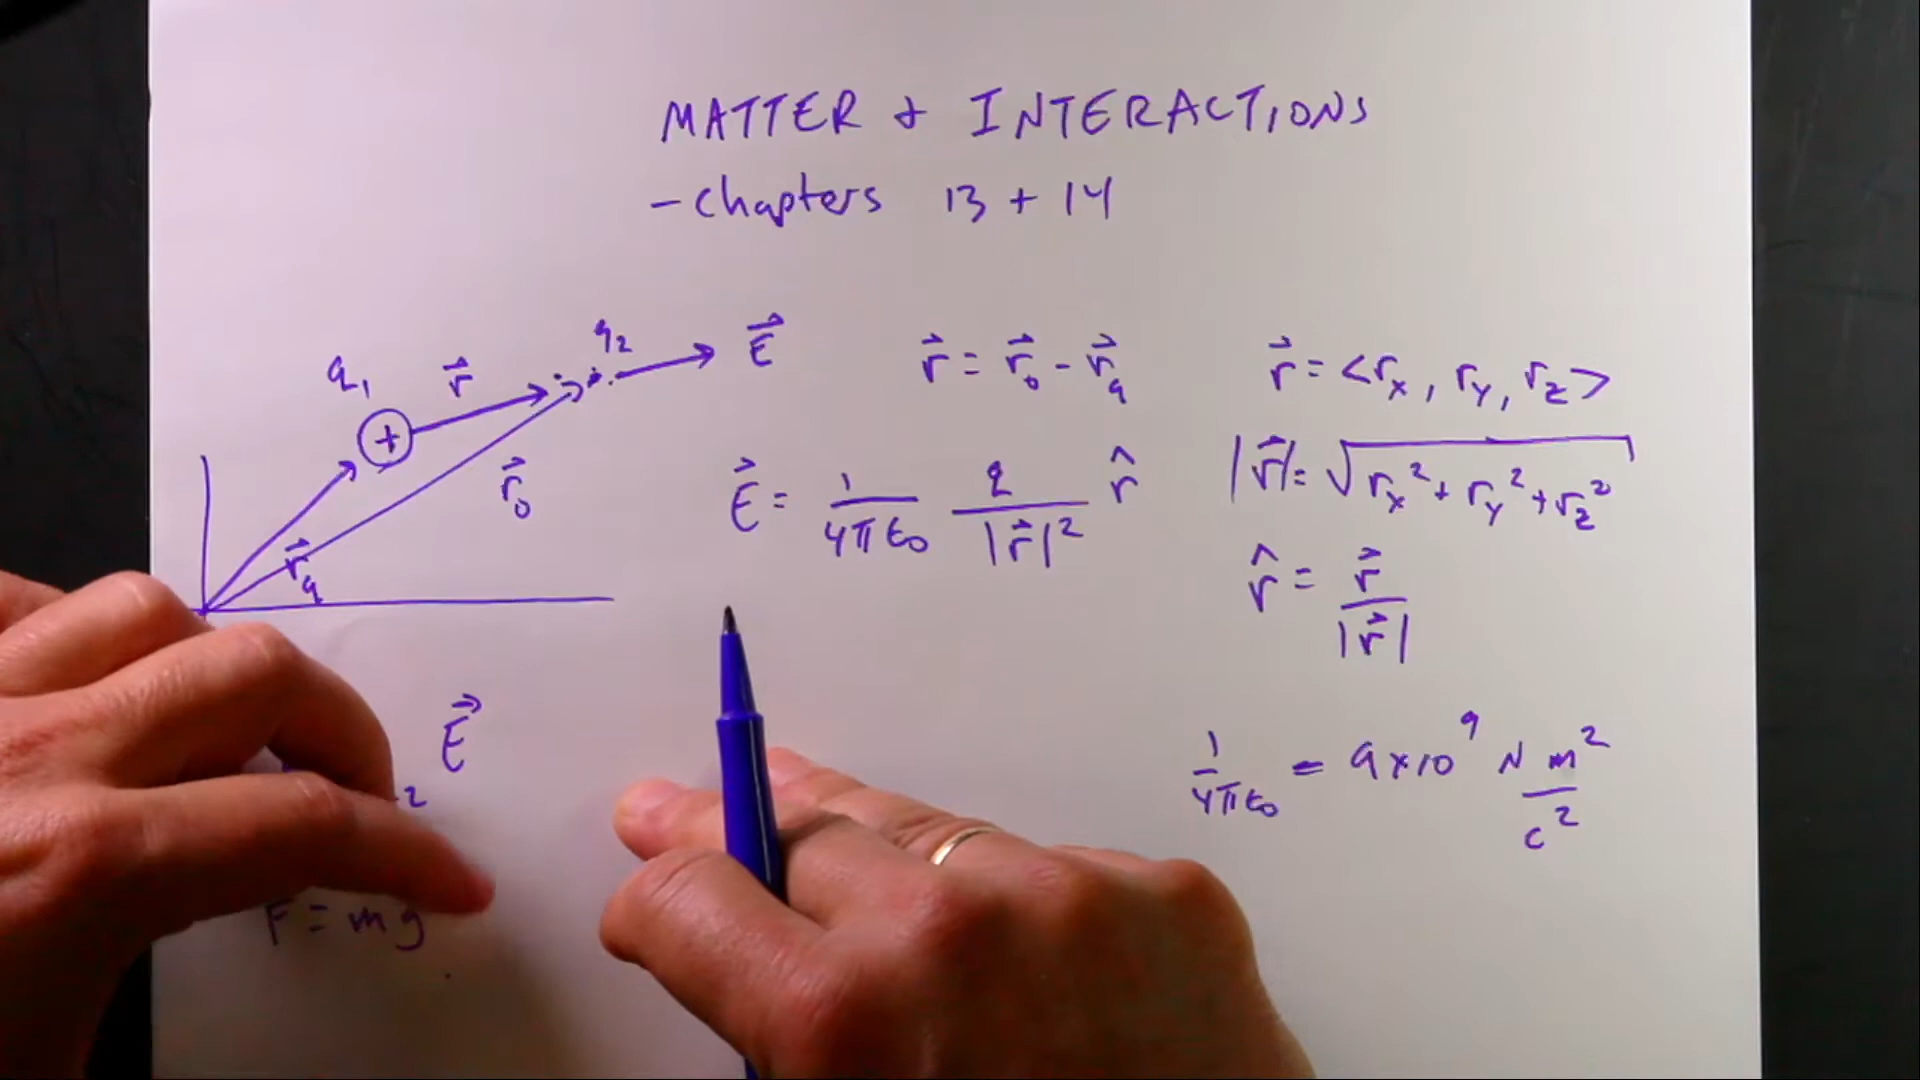 MATTER + INTERACTIONS
- chapters 13 + 14
q₁ r⃗ q₂ E⃗
r⃗₀
r⃗q
r⃗ = r⃗₀ - r⃗q
r⃗ = <rx, ry, rz>
E⃗ = 1/4πε₀ q/|r⃗|² r̂
|r⃗| = √rx² + ry² + rz²
r̂ = r⃗/|r⃗|
E⃗
2
F = mg
1/4πε₀ = 9×10⁹ N m²/C²